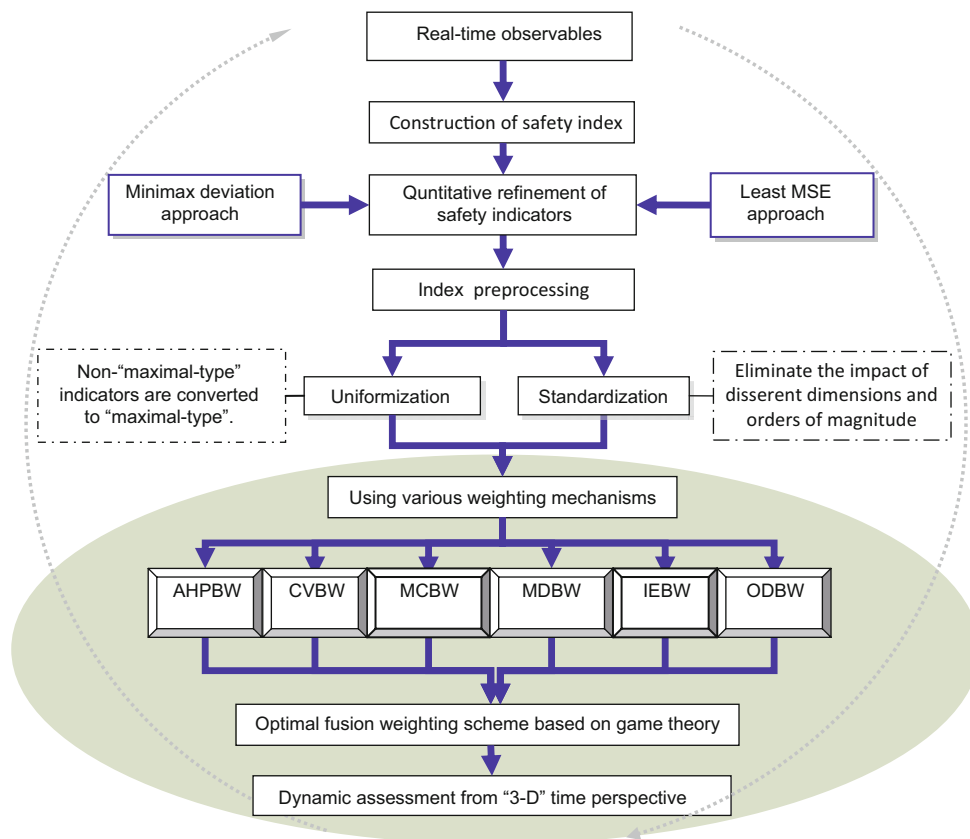 Real-time observables
Construction of safety index
Minimax deviation
approach
Quntitative refinement of
safety indicators
Least MSE
approach
Index preprocessing
Non-“maximal-type”
indicators are converted
to “maximal-type”.
Uniformization
Standardization
Eliminate the impact of
disserent dimensions and
orders of magnitude
Using various weighting mechanisms
AHPBW
CVBW
MCBW
MDBW
IEBW
ODBW
Optimal fusion weighting scheme based on game theory
Dynamic assessment from “3-D” time perspective